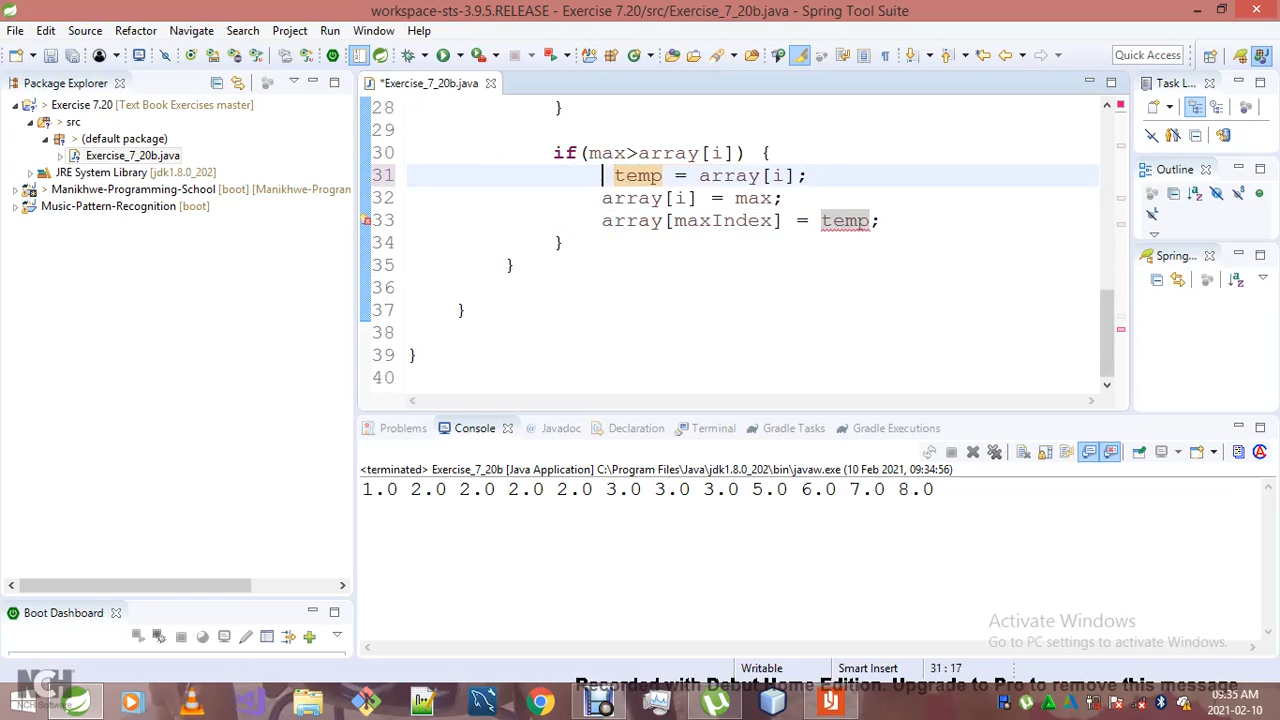 workspace-sts-3.9.5.RELEASE - Exercise 7.20/src/Exercise_7_20b.java - Spring Tool Suite
File Edit Source Refactor Navigate Search Project Run Window Help
Quick Access
Package Explorer
*Exercise_7_20b.java
Task L...
Exercise 7.20 [Text Book Exercises master]
src
(default package)
Exercise_7_20b.java
JRE System Library [jdk1.8.0_202]
Manikhwe-Programming-School [boot] [Manikhwe-Program
Music-Pattern-Recognition [boot]
28 }
29
30 if(max>array[i]) {
31 temp = array[i];
32 array[i] = max;
33 array[maxIndex] = temp;
34 }
35 }
36
37 }
38
39 }
40
Outline
Spring...
Problems Console Javadoc Declaration Terminal Gradle Tasks Gradle Executions
<terminated> Exercise_7_20b [Java Application] C:\Program Files\Java\jdk1.8.0_202\bin\javaw.exe (10 Feb 2021, 09:34:56)
1.0 2.0 2.0 2.0 2.0 3.0 3.0 3.0 5.0 6.0 7.0 8.0
Boot Dashboard
Activate Windows
Go to PC settings to activate Windows.
Writable Smart Insert 31 : 17
Recorded with Debut Home Edition. Upgrade to Pro to remove this message
NCH
NCH Software
09:35 AM
2021-02-10